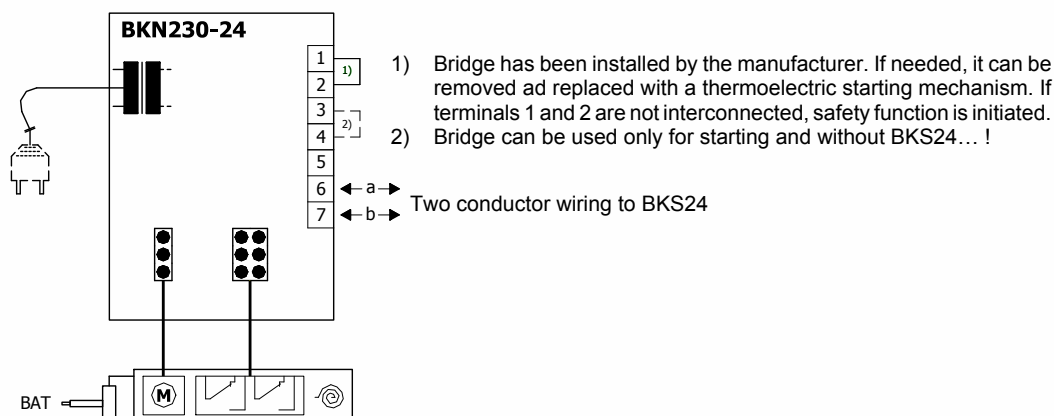 BKN230-24
1
2
3
4
5
6
7
1)
2)
a
b
1) Bridge has been installed by the manufacturer. If needed, it can be
removed ad replaced with a thermoelectric starting mechanism. If
terminals 1 and 2 are not interconnected, safety function is initiated.
2) Bridge can be used only for starting and without BKS24… !
Two conductor wiring to BKS24
M
BAT